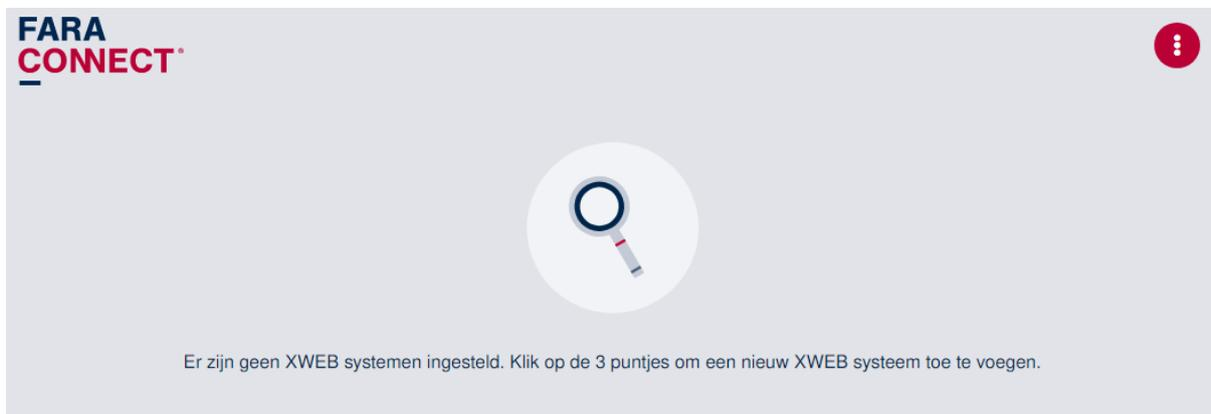 FARA
CONNECT®
Er zijn geen XWEB systemen ingesteld. Klik op de 3 puntjes om een nieuw XWEB systeem toe te voegen.